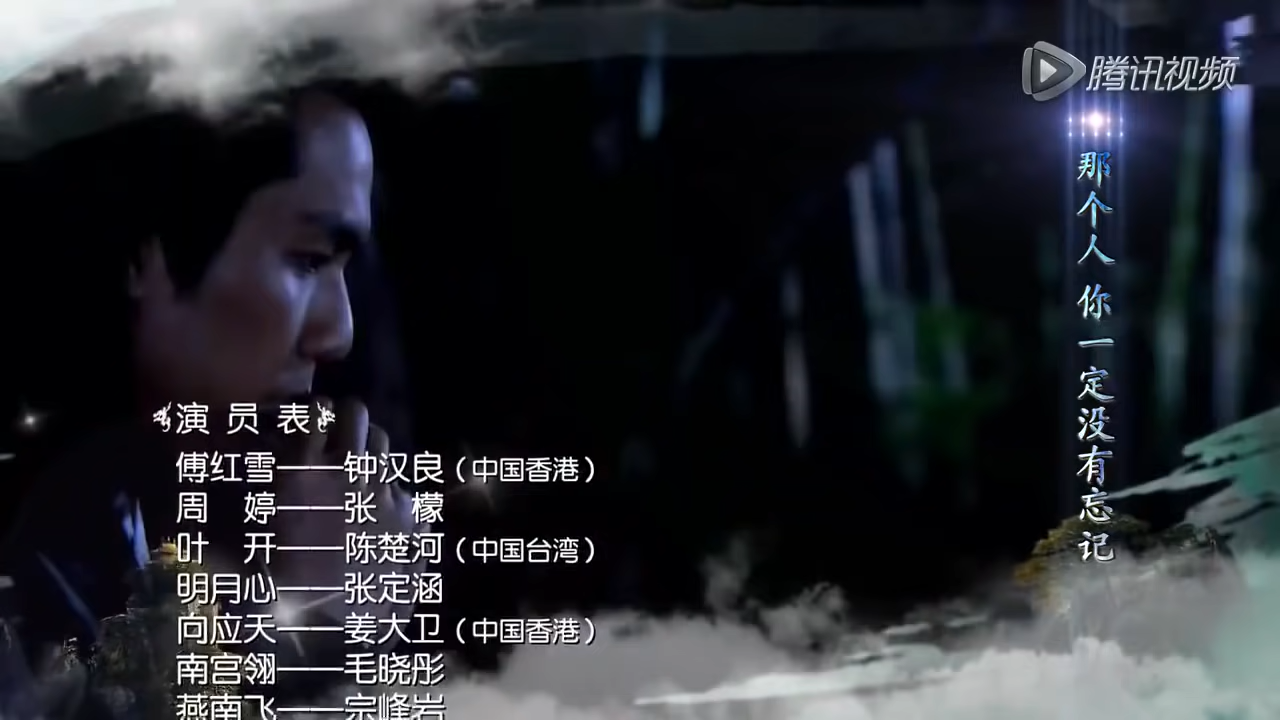 腾讯视频
那个人 你一定没有忘记
演员表
傅红雪——钟汉良(中国香港)
周 婷——张 檬
叶 开——陈楚河(中国台湾)
明月心——张定涵
向应天——姜大卫(中国香港)
南宫翎——毛晓彤
燕南飞——宗峰岩